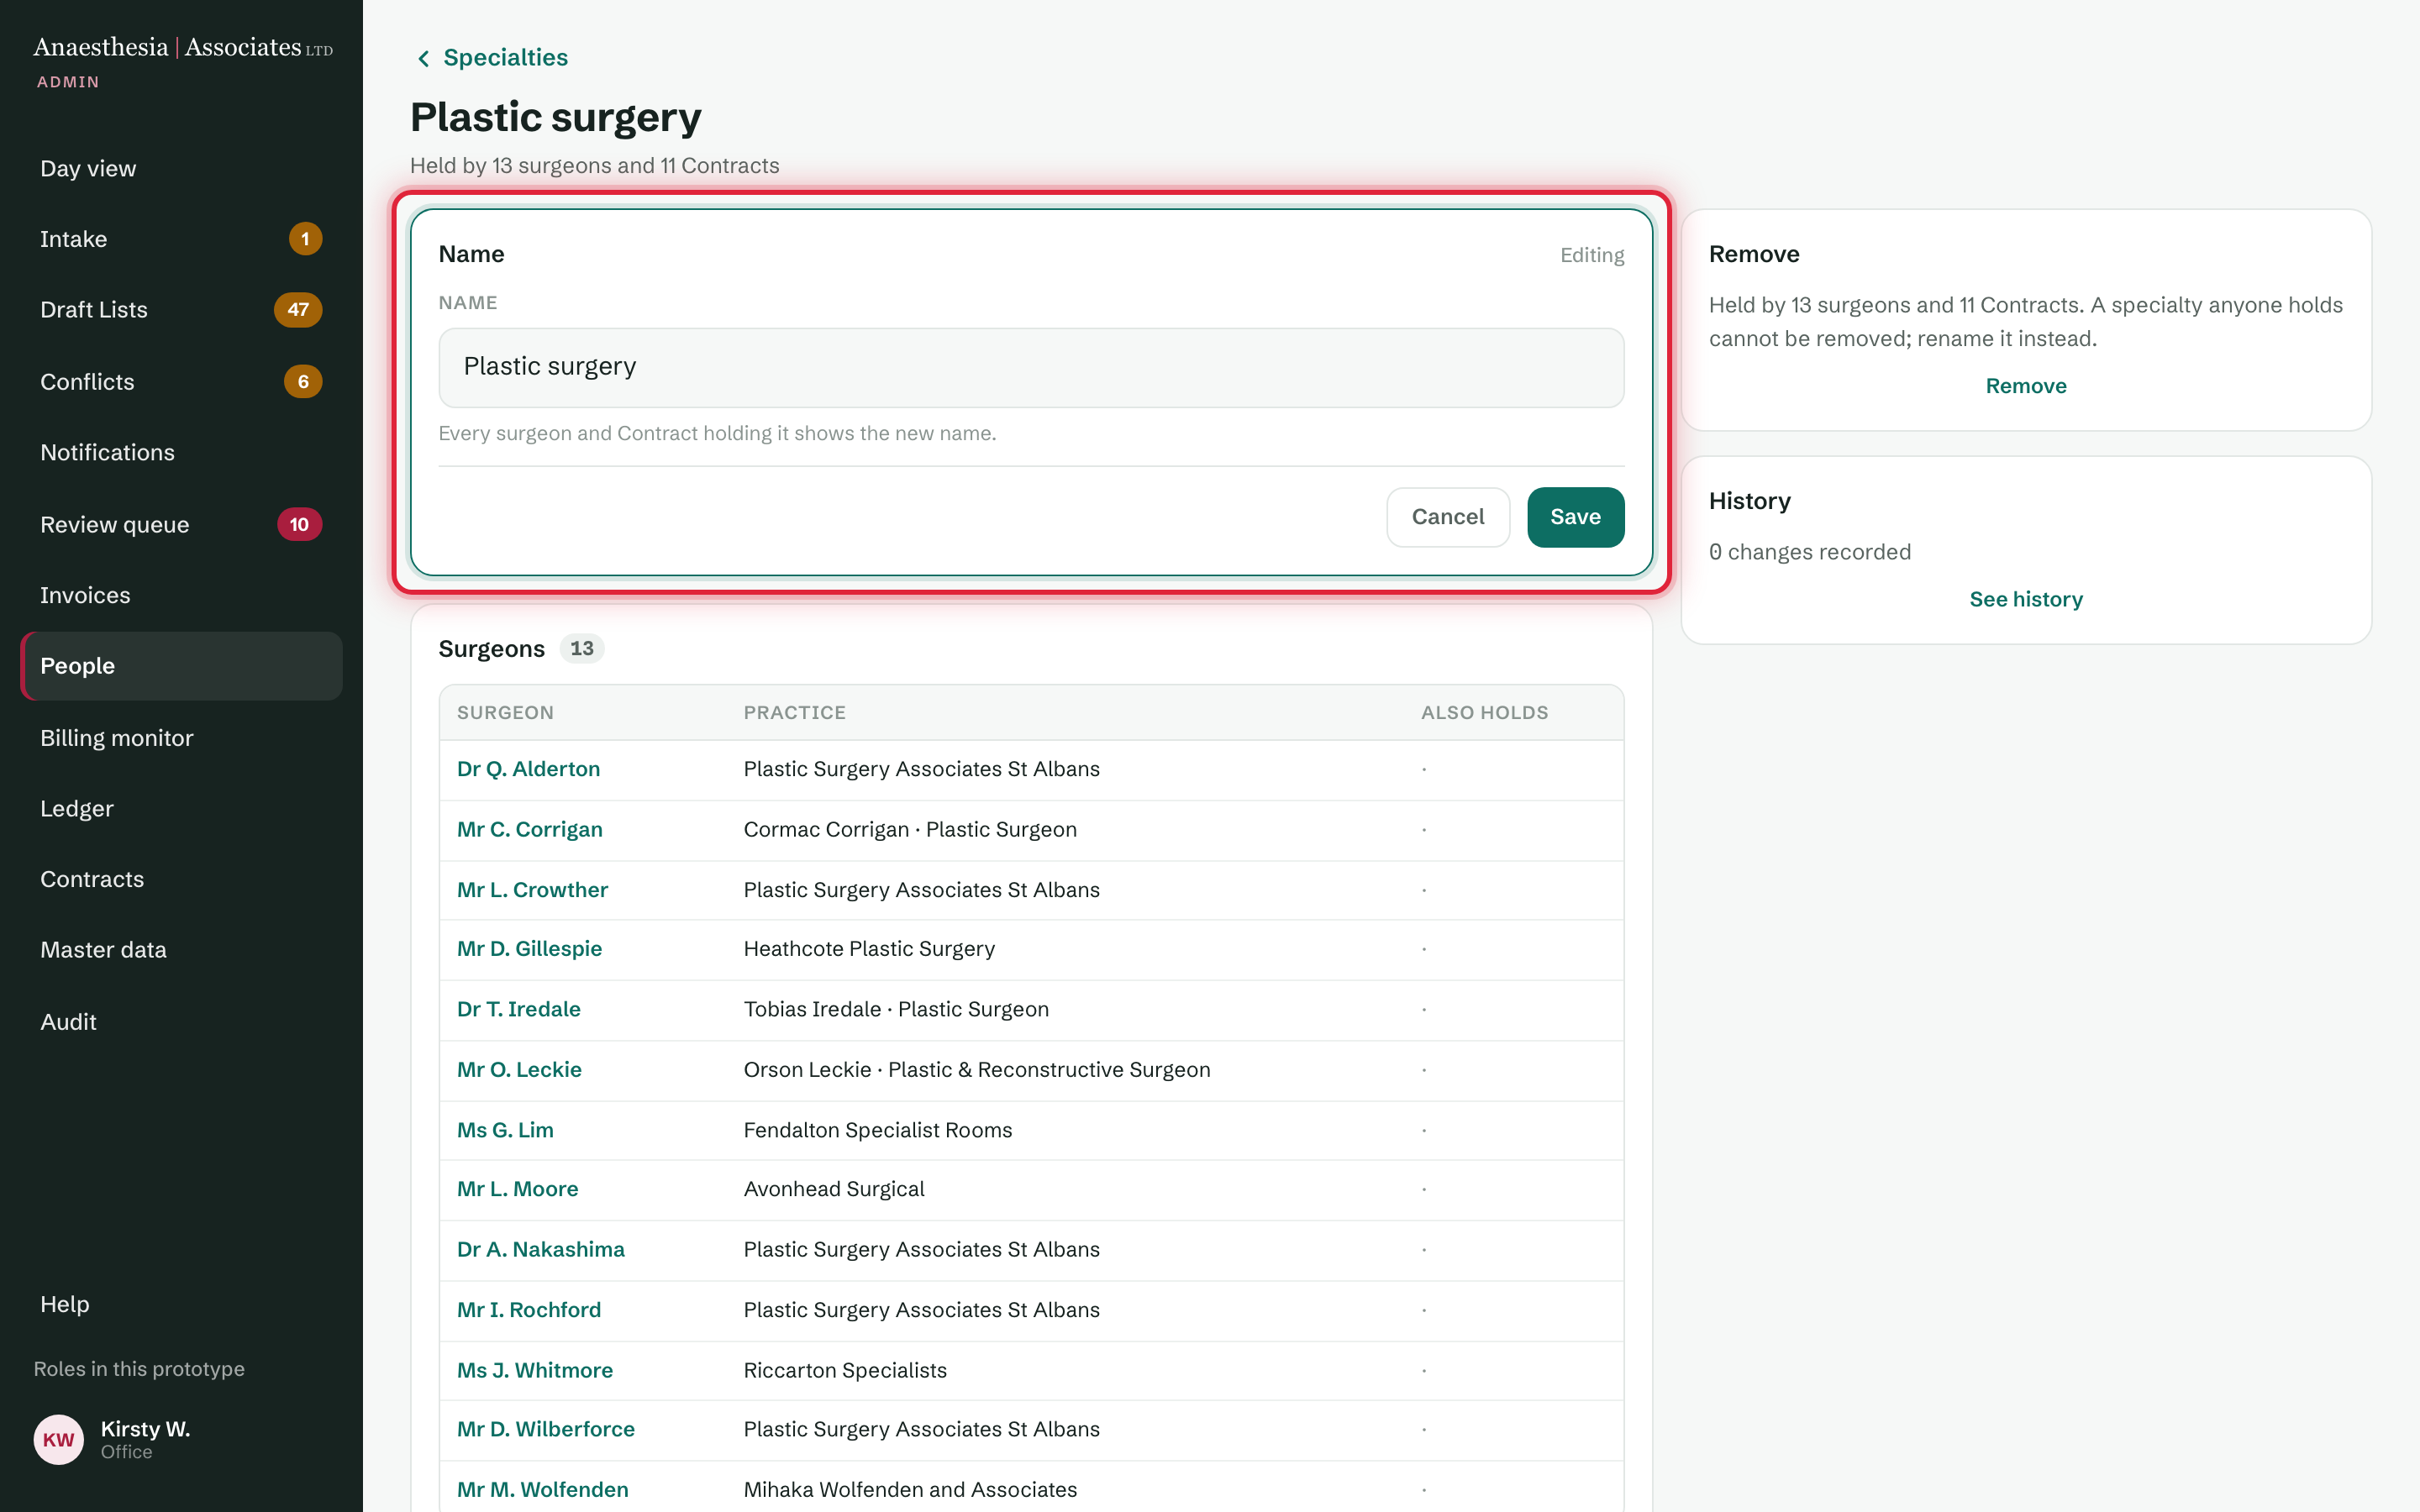 Anaesthesia | Associates LTD
ADMIN
Day view
Intake 1
Draft Lists 47
Conflicts 6
Notifications
Review queue 10
Invoices
People
Billing monitor
Ledger
Contracts
Master data
Audit
Help
Roles in this prototype
KW Kirsty W.
Office
Specialties
Plastic surgery
Held by 13 surgeons and 11 Contracts
Name Editing
NAME
Plastic surgery
Every surgeon and Contract holding it shows the new name.
Cancel Save
Surgeons 13
SURGEON PRACTICE ALSO HOLDS
Dr Q. Alderton Plastic Surgery Associates St Albans ·
Mr C. Corrigan Cormac Corrigan · Plastic Surgeon ·
Mr L. Crowther Plastic Surgery Associates St Albans ·
Mr D. Gillespie Heathcote Plastic Surgery ·
Dr T. Iredale Tobias Iredale · Plastic Surgeon ·
Mr O. Leckie Orson Leckie · Plastic & Reconstructive Surgeon ·
Ms G. Lim Fendalton Specialist Rooms ·
Mr L. Moore Avonhead Surgical ·
Dr A. Nakashima Plastic Surgery Associates St Albans ·
Mr I. Rochford Plastic Surgery Associates St Albans ·
Ms J. Whitmore Riccarton Specialists ·
Mr D. Wilberforce Plastic Surgery Associates St Albans ·
Mr M. Wolfenden Mihaka Wolfenden and Associates ·
Remove
Held by 13 surgeons and 11 Contracts. A specialty anyone holds
cannot be removed; rename it instead.
Remove
History
0 changes recorded
See history